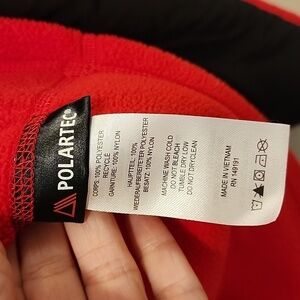 POLARTEC®
CORPS: 100% POLYESTER
RECYCLE
GARNITURE: 100% NYLON
HAUPTTEIL: 100%
WIEDERAUFBEREITETER POLYESTER
BESATZ: 100% NYLON
MACHINE WASH COLD
DO NOT BLEACH
TUMBLE DRY LOW
DO NOT DRYCLEAN
MADE IN VIETNAM
RN 149191